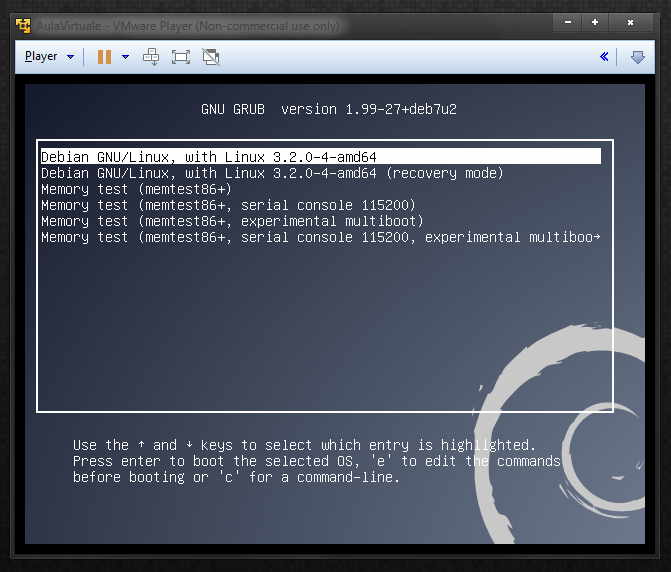 AulaVirtuale - VMware Player (Non-commercial use only)
Player
GNU GRUB  version 1.99-27+deb7u2
Debian GNU/Linux, with Linux 3.2.0-4-amd64
Debian GNU/Linux, with Linux 3.2.0-4-amd64 (recovery mode)
Memory test (memtest86+)
Memory test (memtest86+, serial console 115200)
Memory test (memtest86+, experimental multiboot)
Memory test (memtest86+, serial console 115200, experimental multiboo→
Use the ↑ and ↓ keys to select which entry is highlighted.
Press enter to boot the selected OS, 'e' to edit the commands
before booting or 'c' for a command-line.